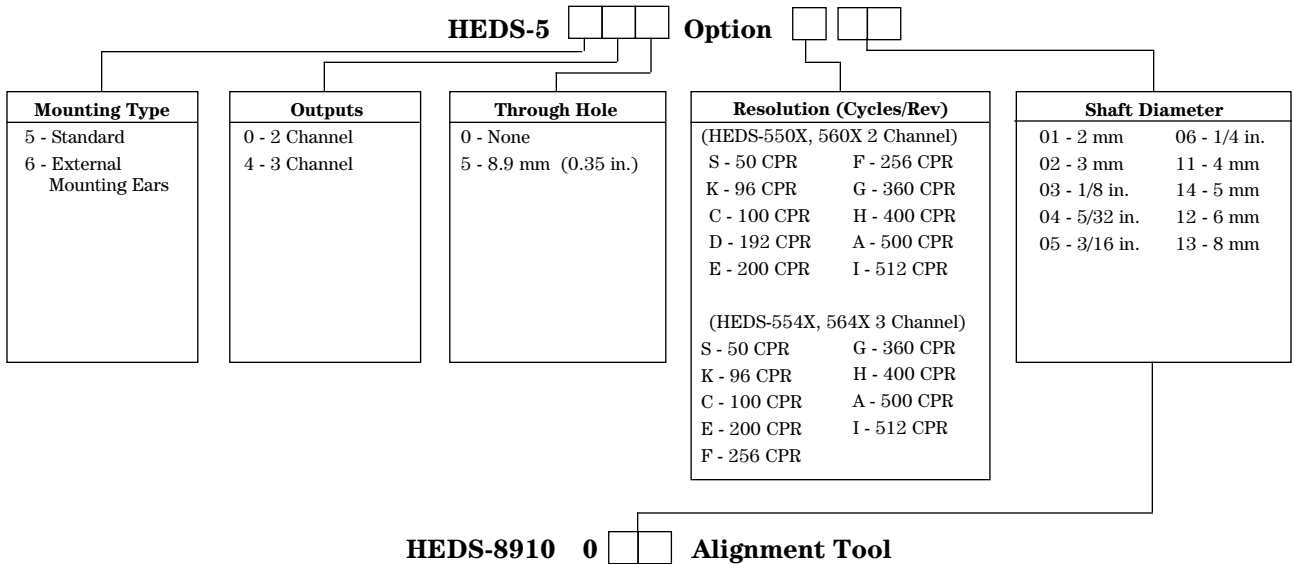 HEDS-5 Option
Mounting Type
5 - Standard
6 - External
Mounting Ears
Outputs
0 - 2 Channel
4 - 3 Channel
Through Hole
0 - None
5 - 8.9 mm (0.35 in.)
Resolution (Cycles/Rev)
(HEDS-550X, 560X 2 Channel)
S - 50 CPR F - 256 CPR
K - 96 CPR G - 360 CPR
C - 100 CPR H - 400 CPR
D - 192 CPR A - 500 CPR
E - 200 CPR I - 512 CPR
(HEDS-554X, 564X 3 Channel)
S - 50 CPR G - 360 CPR
K - 96 CPR H - 400 CPR
C - 100 CPR A - 500 CPR
E - 200 CPR I - 512 CPR
F - 256 CPR
Shaft Diameter
01 - 2 mm 06 - 1/4 in.
02 - 3 mm 11 - 4 mm
03 - 1/8 in. 14 - 5 mm
04 - 5/32 in. 12 - 6 mm
05 - 3/16 in. 13 - 8 mm
HEDS-8910 0 Alignment Tool